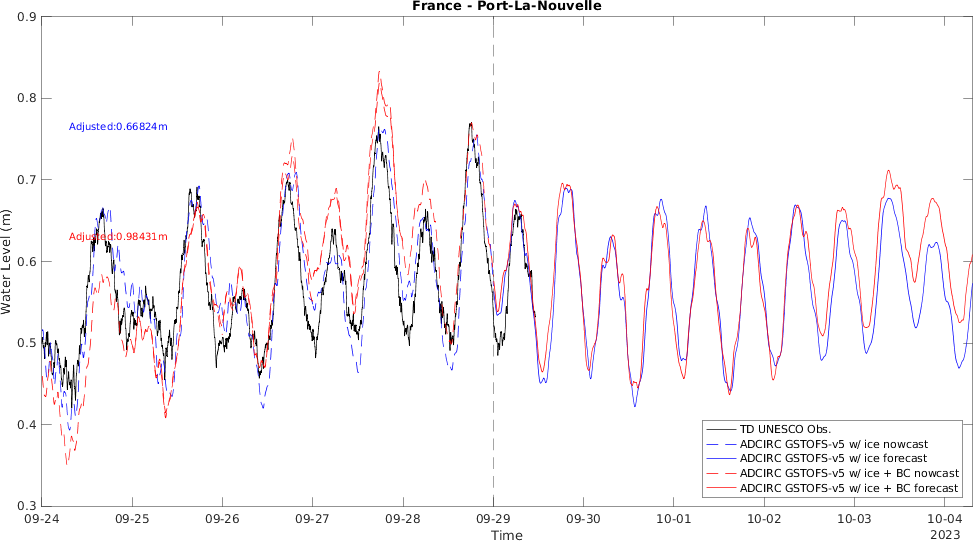 France - Port-La-Nouvelle
0.9
0.8
0.7
0.6
0.5
0.4
0.3
Water Level (m)
Adjusted:0.66824m
Adjusted:0.98431m
TD UNESCO Obs.
ADCIRC GSTOFS-v5 w/ ice nowcast
ADCIRC GSTOFS-v5 w/ ice forecast
ADCIRC GSTOFS-v5 w/ ice + BC nowcast
ADCIRC GSTOFS-v5 w/ ice + BC forecast
09-24 09-25 09-26 09-27 09-28 09-29 09-30 10-01 10-02 10-03 10-04
2023
Time